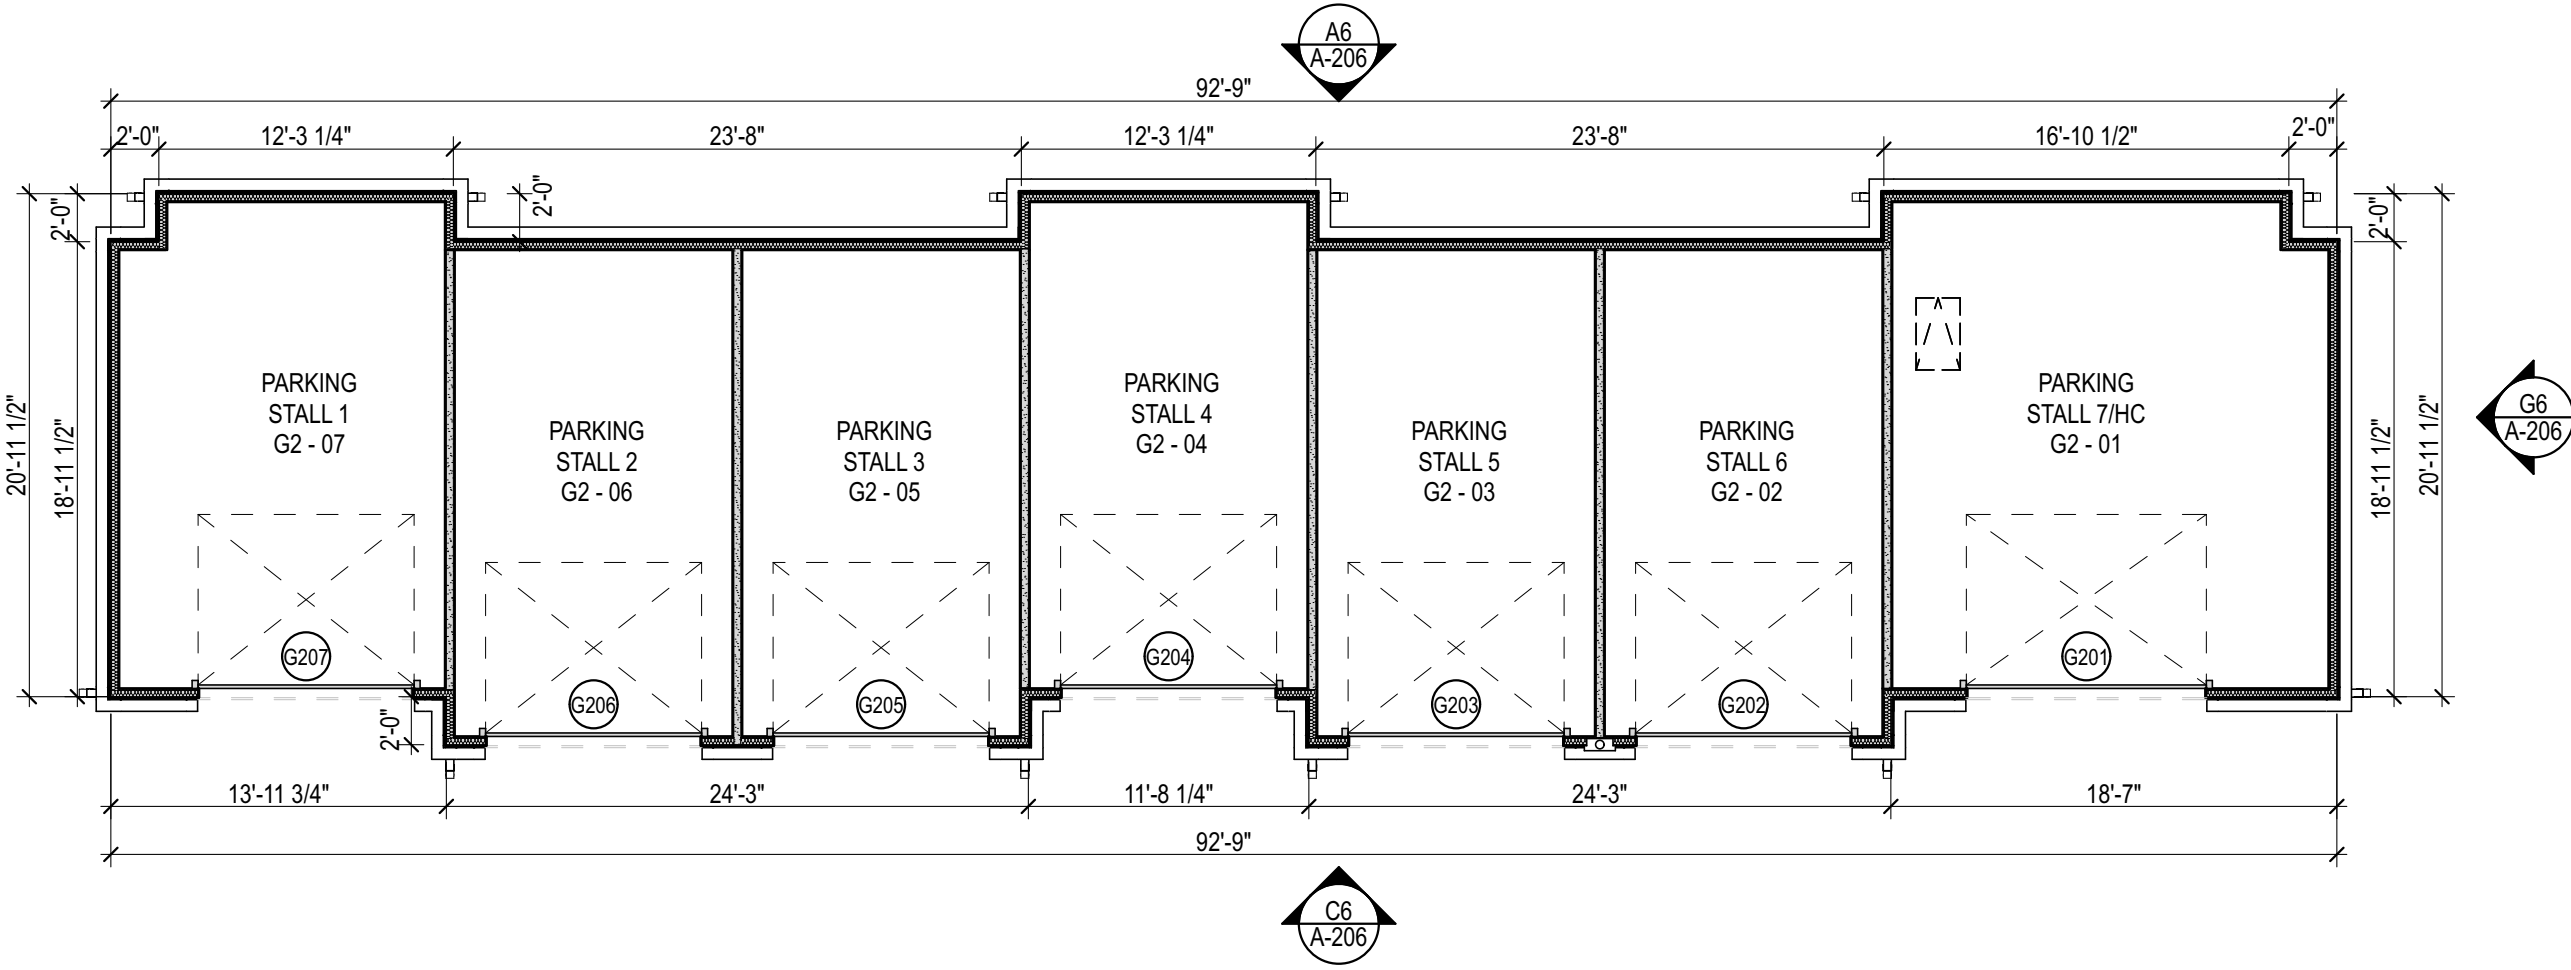 A6
A-206
92'-9"
2'-0"
12'-3 1/4"
23'-8"
12'-3 1/4"
23'-8"
16'-10 1/2"
2'-0"
2'-0"
2'-0"
2'-0"
20'-11 1/2"
18'-11 1/2"
PARKING
STALL 1
G2 - 07
PARKING
STALL 2
G2 - 06
PARKING
STALL 3
G2 - 05
PARKING
STALL 4
G2 - 04
PARKING
STALL 5
G2 - 03
PARKING
STALL 6
G2 - 02
PARKING
STALL 7/HC
G2 - 01
18'-11 1/2"
20'-11 1/2"
G6
A-206
G207
G206
G205
G204
G203
G202
G201
2'-0"
13'-11 3/4"
24'-3"
11'-8 1/4"
24'-3"
18'-7"
92'-9"
C6
A-206